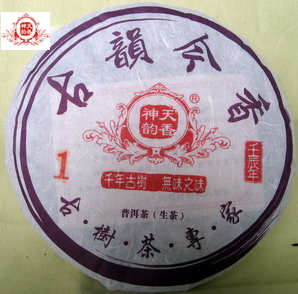 古韻今香
天香
神韵
®
1
壬辰年
千年古樹 無味之味
普洱茶（生茶）
古·樹·茶·專·家